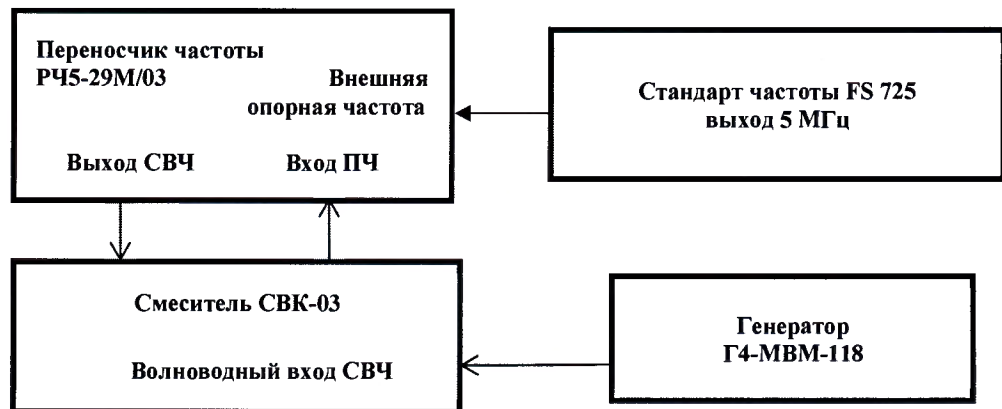 Переносчик частоты
РЧ5-29М/03
Внешняя
опорная частота
Выход СВЧ
Вход ПЧ
Стандарт частоты FS 725
выход 5 МГц
Смеситель СВК-03
Волноводный вход СВЧ
Генератор
Г4-МВМ-118